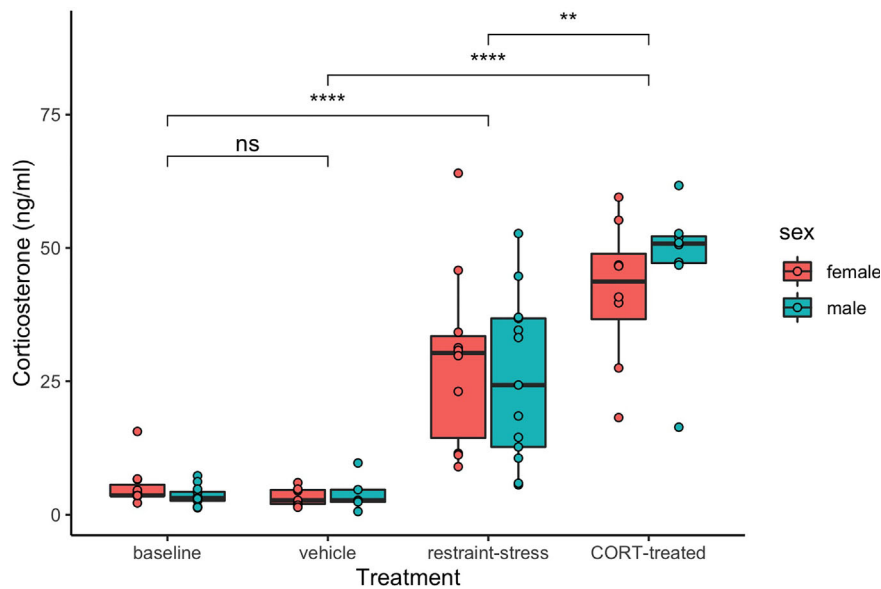 **
****
****
ns
75
50
25
0
Corticosterone (ng/ml)
baseline
vehicle
restraint-stress
CORT-treated
Treatment
sex
female
male